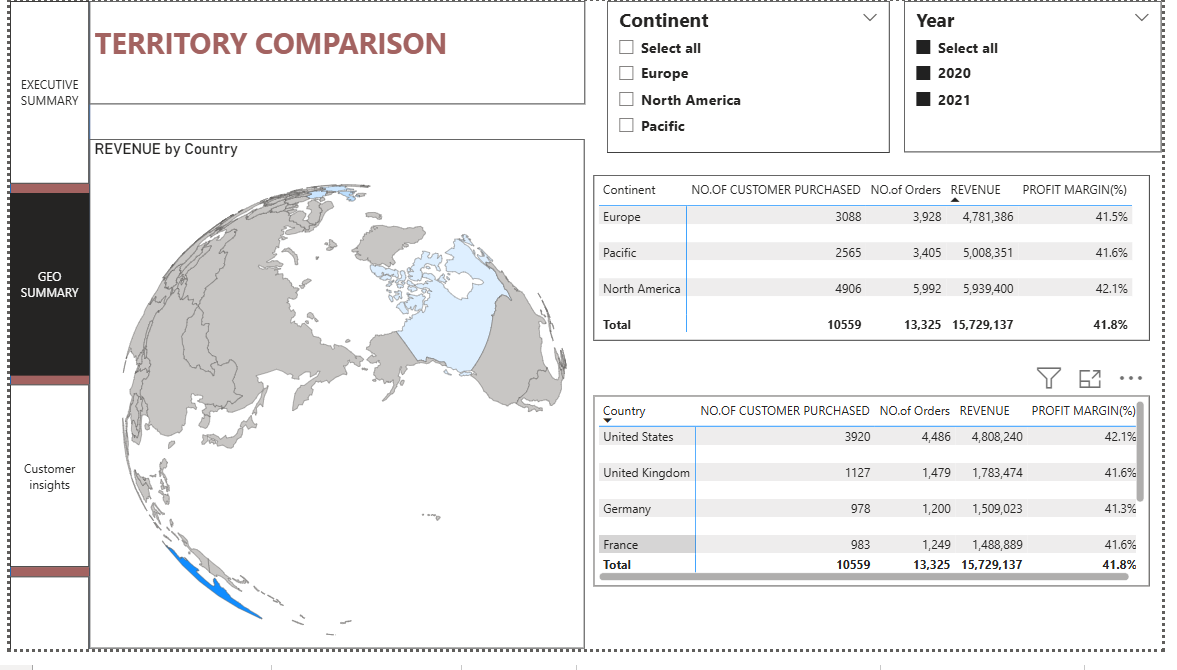 EXECUTIVE
SUMMARY
GEO
SUMMARY
Customer
insights
TERRITORY COMPARISON
REVENUE by Country
Continent
Select all
Europe
North America
Pacific
Year
Select all
2020
2021
Continent NO.OF CUSTOMER PURCHASED NO.of Orders REVENUE PROFIT MARGIN(%)
Europe 3088 3,928 4,781,386 41.5%
Pacific 2565 3,405 5,008,351 41.6%
North America 4906 5,992 5,939,400 42.1%
Total 10559 13,325 15,729,137 41.8%
Country NO.OF CUSTOMER PURCHASED NO.of Orders REVENUE PROFIT MARGIN(%)
United States 3920 4,486 4,808,240 42.1%
United Kingdom 1127 1,479 1,783,474 41.6%
Germany 978 1,200 1,509,023 41.3%
France 983 1,249 1,488,889 41.6%
Total 10559 13,325 15,729,137 41.8%